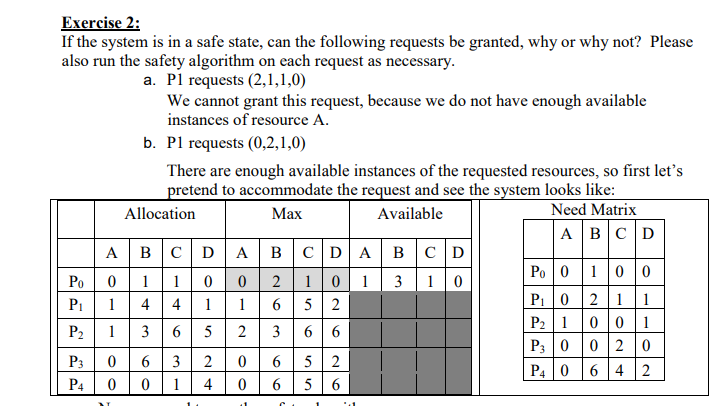 Exercise 2:
If the system is in a safe state, can the following requests be granted, why or why not? Please
also run the safety algorithm on each request as necessary.
a. P1 requests (2,1,1,0)
We cannot grant this request, because we do not have enough available
instances of resource A.
b. P1 requests (0,2,1,0)
There are enough available instances of the requested resources, so first let's
pretend to accommodate the request and see the system looks like:
Allocation Max Available
A B C D A B C D A B C D
P0 0 1 1 0 0 2 1 0 1 3 1 0
P1 1 4 4 1 1 6 5 2
P2 1 3 6 5 2 3 6 6
P3 0 6 3 2 0 6 5 2
P4 0 0 1 4 0 6 5 6
Need Matrix
A B C D
P0 0 1 0 0
P1 0 2 1 1
P2 1 0 0 1
P3 0 0 2 0
P4 0 6 4 2